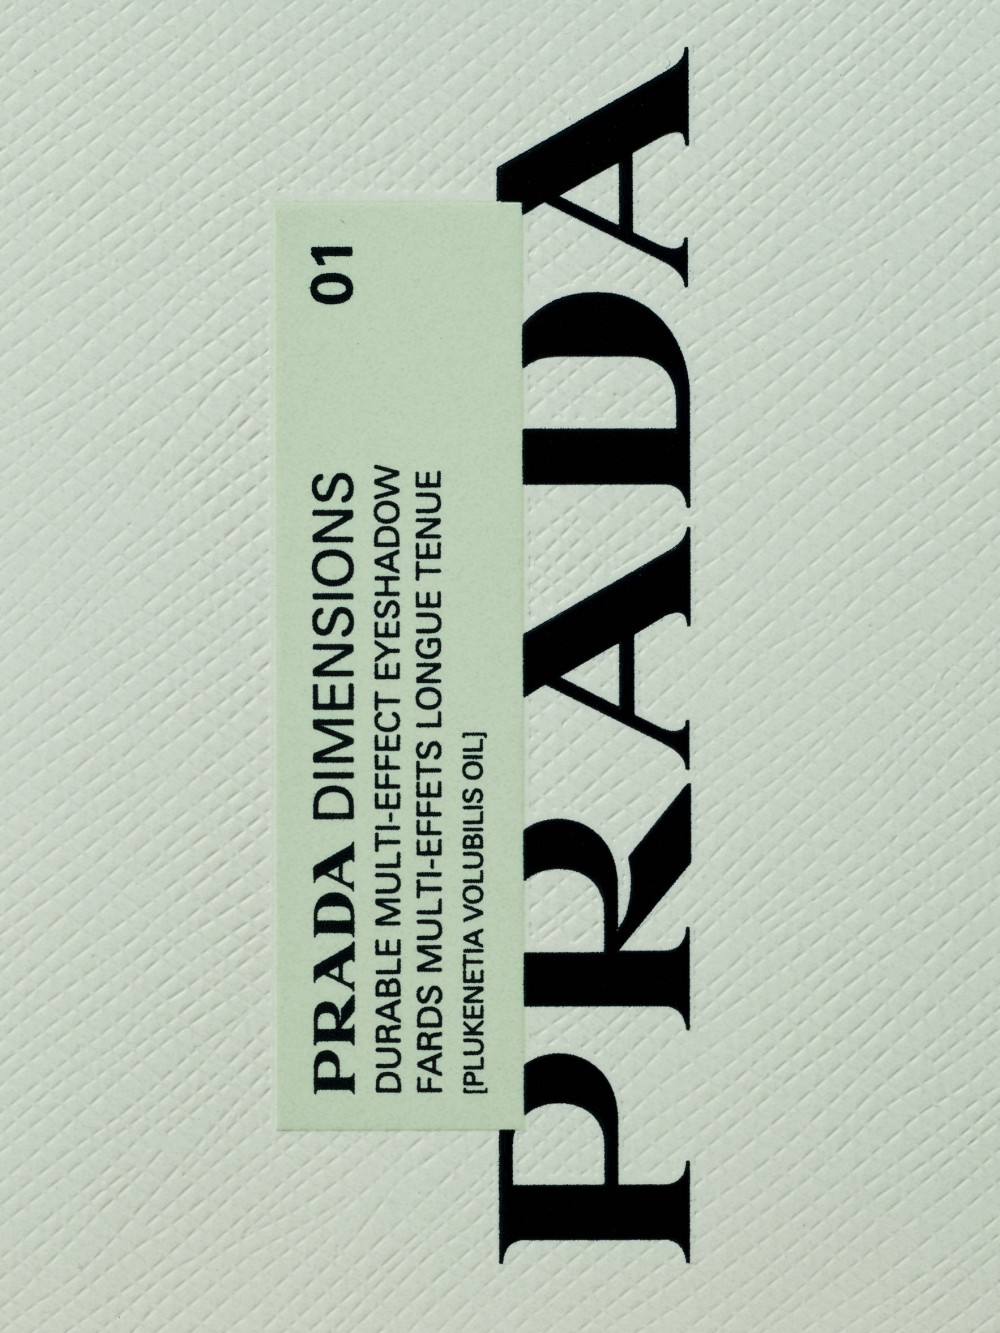 PRADA DIMENSIONS 01
DURABLE MULTI-EFFECT EYESHADOW
FARDS MULTI-EFFETS LONGUE TENUE
[PLUKENETIA VOLUBILIS OIL]
PRADA